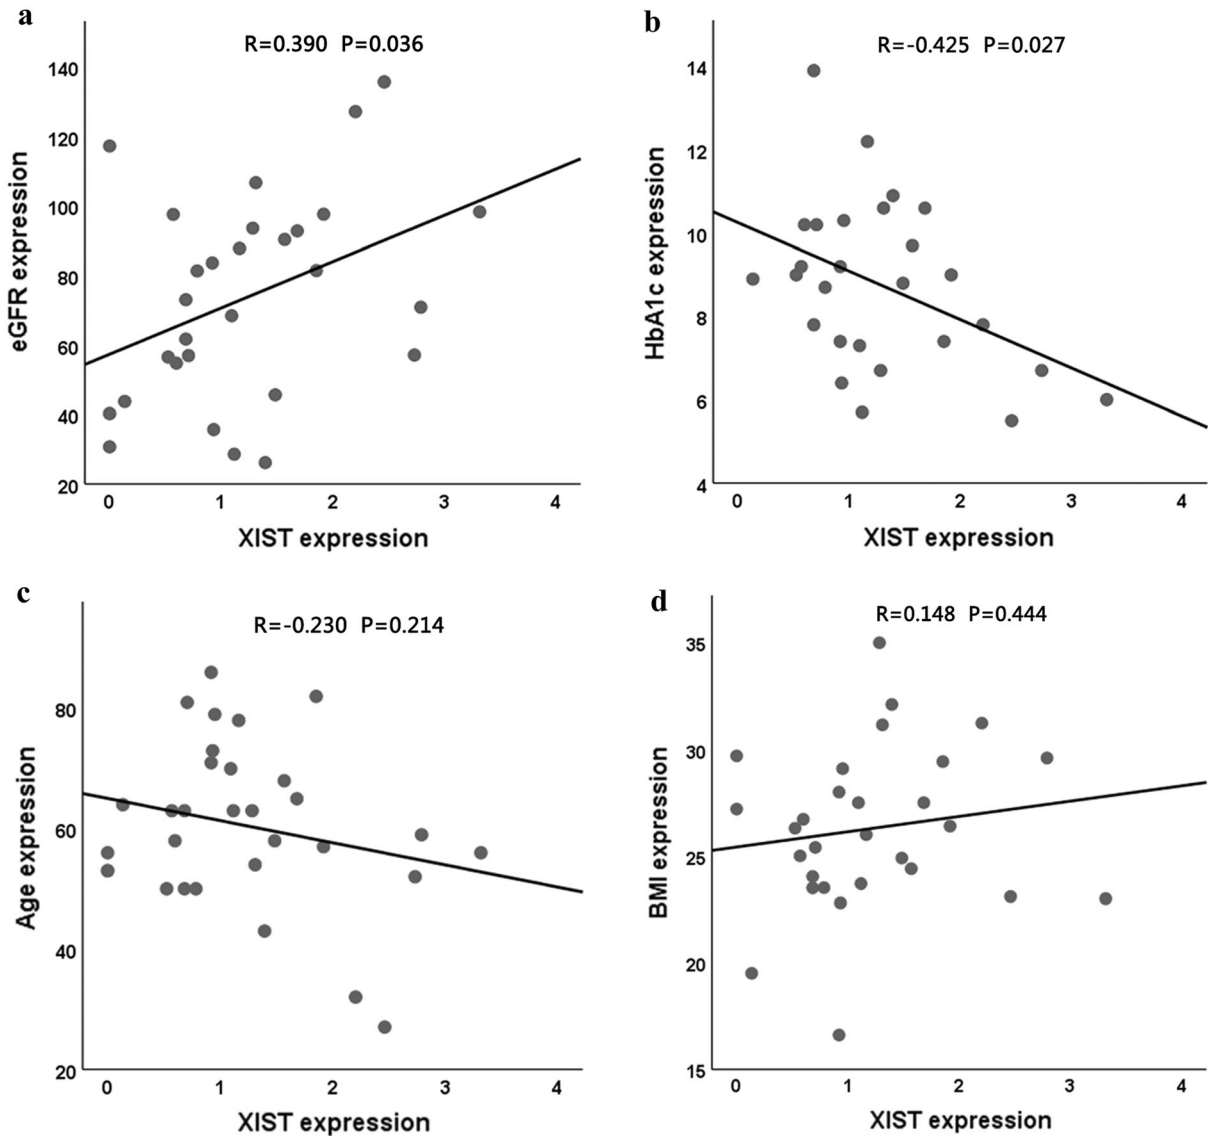 a
R=0.390 P=0.036
140
120
100
80
60
40
20
eGFR expression
0 1 2 3 4
XIST expression
b
R=-0.425 P=0.027
14
12
10
8
6
4
HbA1c expression
0 1 2 3 4
XIST expression
c
R=-0.230 P=0.214
80
60
40
20
Age expression
0 1 2 3 4
XIST expression
d
R=0.148 P=0.444
35
30
25
20
15
BMI expression
0 1 2 3 4
XIST expression